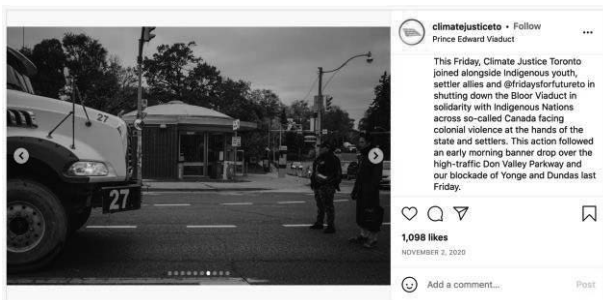 climatejusticeto • Follow
Prince Edward Viaduct
This Friday, Climate Justice Toronto
joined alongside Indigenous youth,
settler allies and @fridaysforfutureto in
shutting down the Bloor Viaduct in
solidarity with Indigenous Nations
across so-called Canada facing
colonial violence at the hands of the
state and settlers. This action followed
an early morning banner drop over the
high-traffic Don Valley Parkway and
our blockade of Yonge and Dundas last
Friday.
27
27
1,098 likes
NOVEMBER 2, 2020
Add a comment...
Post